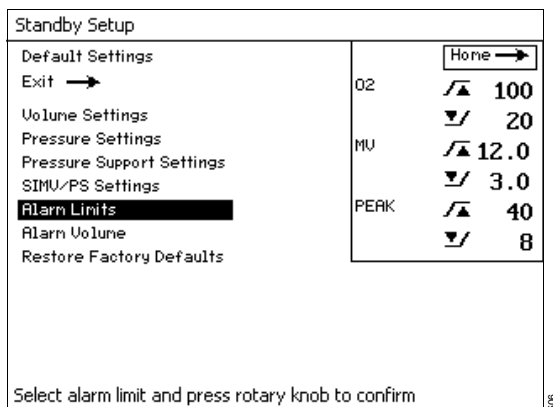 Standby Setup
Default Settings
Exit
Volume Settings
Pressure Settings
Pressure Support Settings
SIMV/PS Settings
Alarm Limits
Alarm Volume
Restore Factory Defaults
Home
O2 100
20
MV 12.0
3.0
PEAK 40
8
Select alarm limit and press rotary knob to confirm